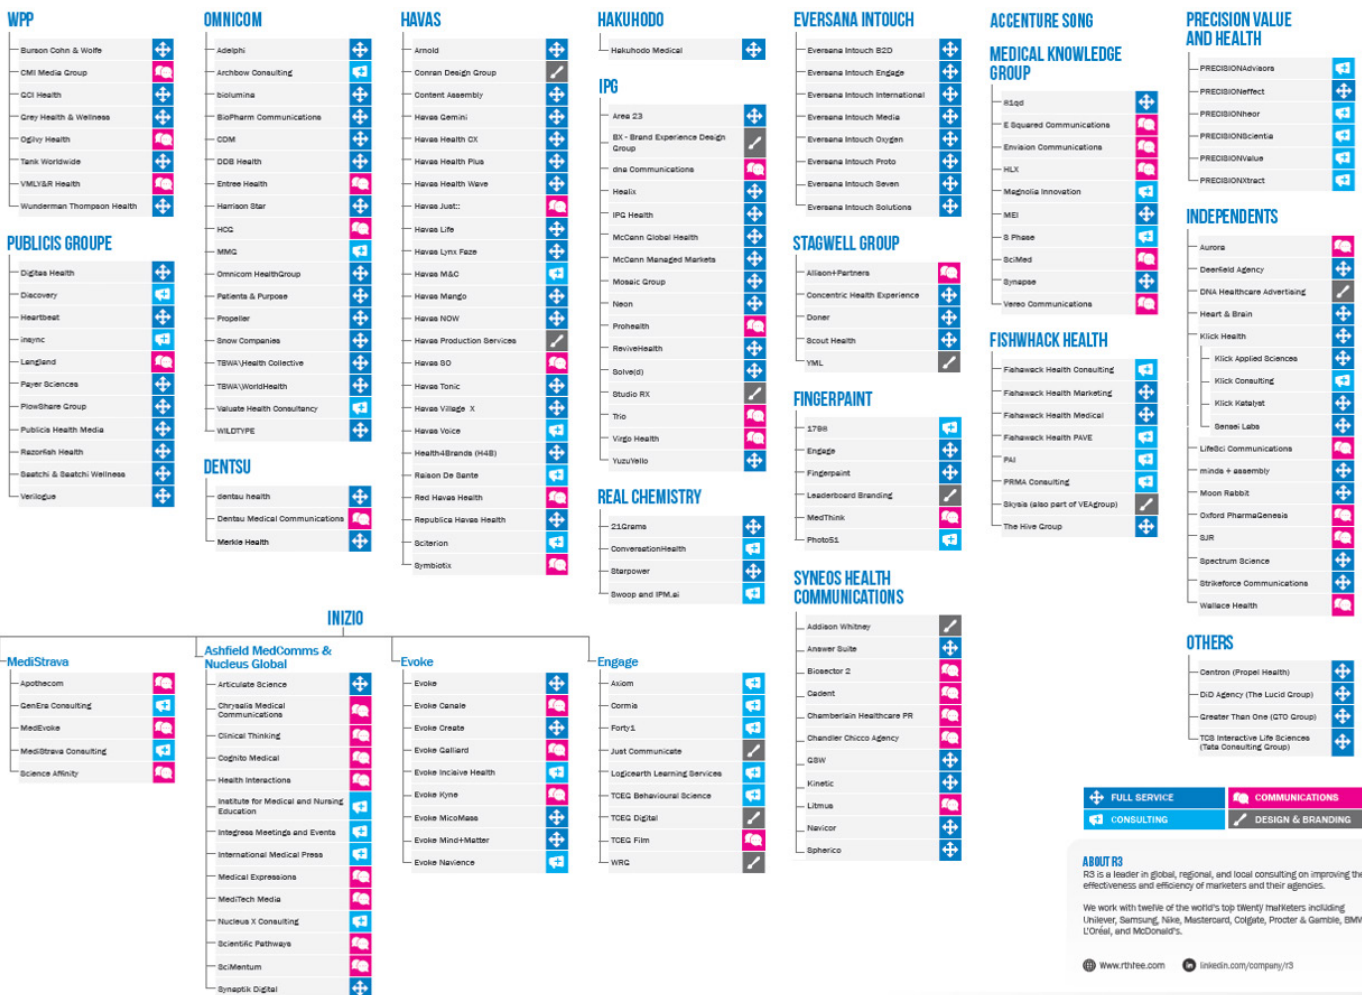 WPP
Burson Cohn & Wolfe
CMI Media Group
GCI Health
Grey Health & Wellness
Ogilvy Health
Tank Worldwide
VMLY&R Health
Wunderman Thompson Health
PUBLICIS GROUPE
Digitas Health
Discovery
Heartbeat
insync
Langland
Payer Sciences
PlowShare Group
Publicis Health Media
Razorfish Health
Saatchi & Saatchi Wellness
Verilogue
OMNICOM
Adelphi
Archbow Consulting
biolumina
BioPharm Communications
CDM
DDB Health
Entree Health
Harrison Star
HCG
MMG
Omnicom HealthGroup
Patients & Purpose
Propeller
Snow Companies
TBWA\Health Collective
TBWA\WorldHealth
Valuate Health Consultancy
WILDTYPE
DENTSU
dentsu health
Dentsu Medical Communications
Merkle Health
HAVAS
Arnold
Conran Design Group
Content Assembly
Havas Gemini
Havas Health CX
Havas Health Plus
Havas Health Wave
Havas Just::
Havas Life
Havas Lynx Faze
Havas M&C
Havas Mango
Havas NOW
Havas Production Services
Havas SO
Havas Tonic
Havas Village X
Havas Voice
Health4Brands (H4B)
Raison De Sante
Red Havas Health
Republica Havas Health
Sciterion
Symbiotix
HAKUHODO
Hakuhodo Medical
IPG
Area 23
BX - Brand Experience Design
Group
dna Communications
Healix
IPG Health
McCann Global Health
McCann Managed Markets
Mosaic Group
Neon
Prohealth
ReviveHealth
Solve(d)
Studio RX
Trio
Virgo Health
YuzuYello
REAL CHEMISTRY
21Grams
ConversationHealth
Starpower
Swoop and IPM.ai
EVERSANA INTOUCH
Eversana Intouch B2D
Eversana Intouch Engage
Eversana Intouch International
Eversana Intouch Media
Eversana Intouch Oxygen
Eversana Intouch Proto
Eversana Intouch Seven
Eversana Intouch Solutions
STAGWELL GROUP
Allison+Partners
Concentric Health Experience
Doner
Scout Health
YML
FINGERPAINT
1798
Engage
Fingerpaint
Leaderboard Branding
MedThink
Photo51
SYNEOS HEALTH
COMMUNICATIONS
Addison Whitney
Answer Suite
Biosector 2
Cadent
Chamberlain Healthcare PR
Chandler Chicco Agency
GSW
Kinetic
Litmus
Navicor
Spherico
ACCENTURE SONG
MEDICAL KNOWLEDGE
GROUP
81qd
E Squared Communications
Envision Communications
HLX
Magnolia Innovation
MEI
S Phase
SciMed
Synapse
Vereo Communications
FISHWHACK HEALTH
Fishawack Health Consulting
Fishawack Health Marketing
Fishawack Health Medical
Fishawack Health PAVE
PAI
PRMA Consulting
Skysis (also part of VEAgroup)
The Hive Group
PRECISION VALUE
AND HEALTH
PRECISIONAdvisors
PRECISIONeffect
PRECISIONheor
PRECISIONScientia
PRECISIONValue
PRECISIONXtract
INDEPENDENTS
Aurora
Deerfield Agency
DNA Healthcare Advertising
Heart & Brain
Klick Health
Klick Applied Sciences
Klick Consulting
Klick Katalyst
Sensei Labs
LifeSci Communications
minds + assembly
Moon Rabbit
Oxford PharmaGenesis
SJR
Spectrum Science
Strikeforce Communications
Wallace Health
OTHERS
Centron (Propel Health)
DiD Agency (The Lucid Group)
Greater Than One (GTO Group)
TCS Interactive Life Sciences
(Tata Consulting Group)
INIZIO
MediStrava
Apothecom
GenEra Consulting
MedEvoke
MediStrava Consulting
Science Affinity
Ashfield MedComms &
Nucleus Global
Articulate Science
Chrysalis Medical
Communications
Clinical Thinking
Cognito Medical
Health Interactions
Institute for Medical and Nursing
Education
Integress Meetings and Events
International Medical Press
Medical Expressions
MediTech Media
Nucleus X Consulting
Scientific Pathways
SciMentum
Synaptik Digital
Evoke
Evoke
Evoke Canale
Evoke Create
Evoke Galliard
Evoke Incisive Health
Evoke Kyne
Evoke MicoMass
Evoke Mind+Matter
Evoke Navience
Engage
Axiom
Cormis
Forty1
Just Communicate
Logicearth Learning Services
TCEG Behavioural Science
TCEG Digital
TCEG Film
WRG
FULL SERVICE
COMMUNICATIONS
CONSULTING
DESIGN & BRANDING
ABOUT R3
R3 is a leader in global, regional, and local consulting on improving the
effectiveness and efficiency of marketers and their agencies.
We work with twelve of the world's top twenty marketers including
Unilever, Samsung, Nike, Mastercard, Colgate, Procter & Gamble, BMW
L'Oréal, and McDonald's.
www.rthree.com
linkedin.com/company/r3